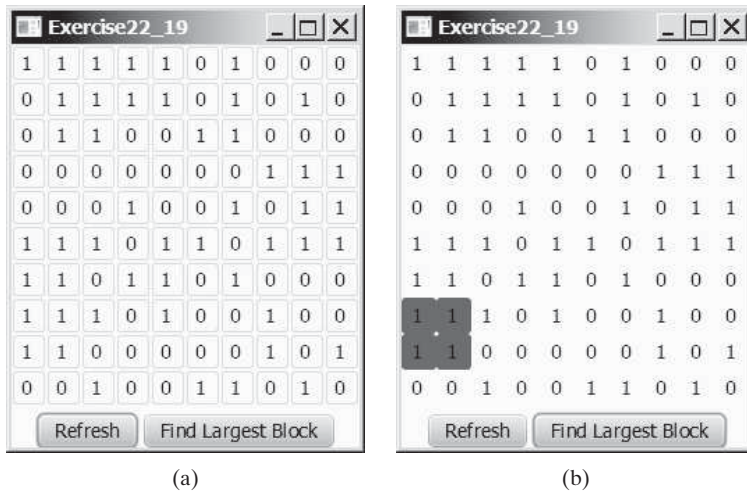 Exercise22_19
1 1 1 1 1 0 1 0 0 0
0 1 1 1 1 0 1 0 1 0
0 1 1 0 0 1 1 0 0 0
0 0 0 0 0 0 0 1 1 1
0 0 0 1 0 0 1 0 1 1
1 1 1 0 1 1 0 1 1 1
1 1 0 1 1 0 1 0 0 0
1 1 1 0 1 0 0 1 0 0
1 1 0 0 0 0 0 1 0 1
0 0 1 0 0 1 1 0 1 0
Refresh Find Largest Block
(a)
Exercise22_19
1 1 1 1 1 0 1 0 0 0
0 1 1 1 1 0 1 0 1 0
0 1 1 0 0 1 1 0 0 0
0 0 0 0 0 0 0 1 1 1
0 0 0 1 0 0 1 0 1 1
1 1 1 0 1 1 0 1 1 1
1 1 0 1 1 0 1 0 0 0
1 1 1 0 1 0 0 1 0 0
1 1 0 0 0 0 0 1 0 1
0 0 1 0 0 1 1 0 1 0
Refresh Find Largest Block
(b)